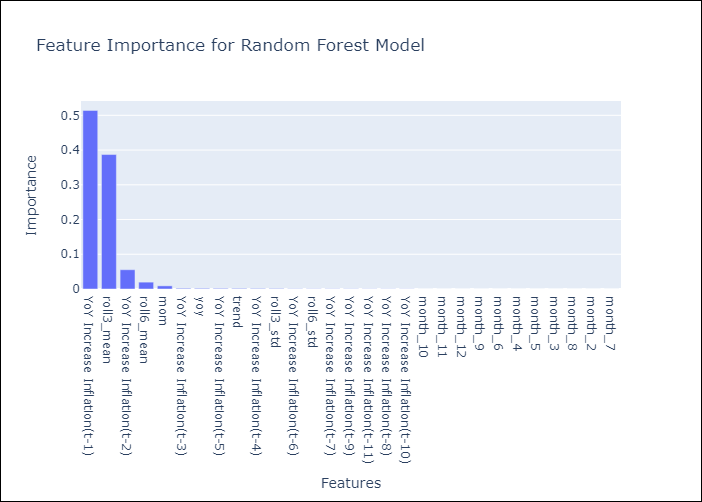 Feature Importance for Random Forest Model
Importance
0.5
0.4
0.3
0.2
0.1
0
YoY Increase Inflation(t-1)
roll3_mean
YoY Increase Inflation(t-2)
roll6_mean
mom
YoY Increase Inflation(t-3)
yoy
YoY Increase Inflation(t-5)
trend
YoY Increase Inflation(t-4)
roll3_std
YoY Increase Inflation(t-6)
roll6_std
YoY Increase Inflation(t-7)
YoY Increase Inflation(t-9)
YoY Increase Inflation(t-11)
YoY Increase Inflation(t-8)
YoY Increase Inflation(t-10)
month_10
month_11
month_12
month_9
month_6
month_4
month_5
month_3
month_8
month_2
month_7
Features